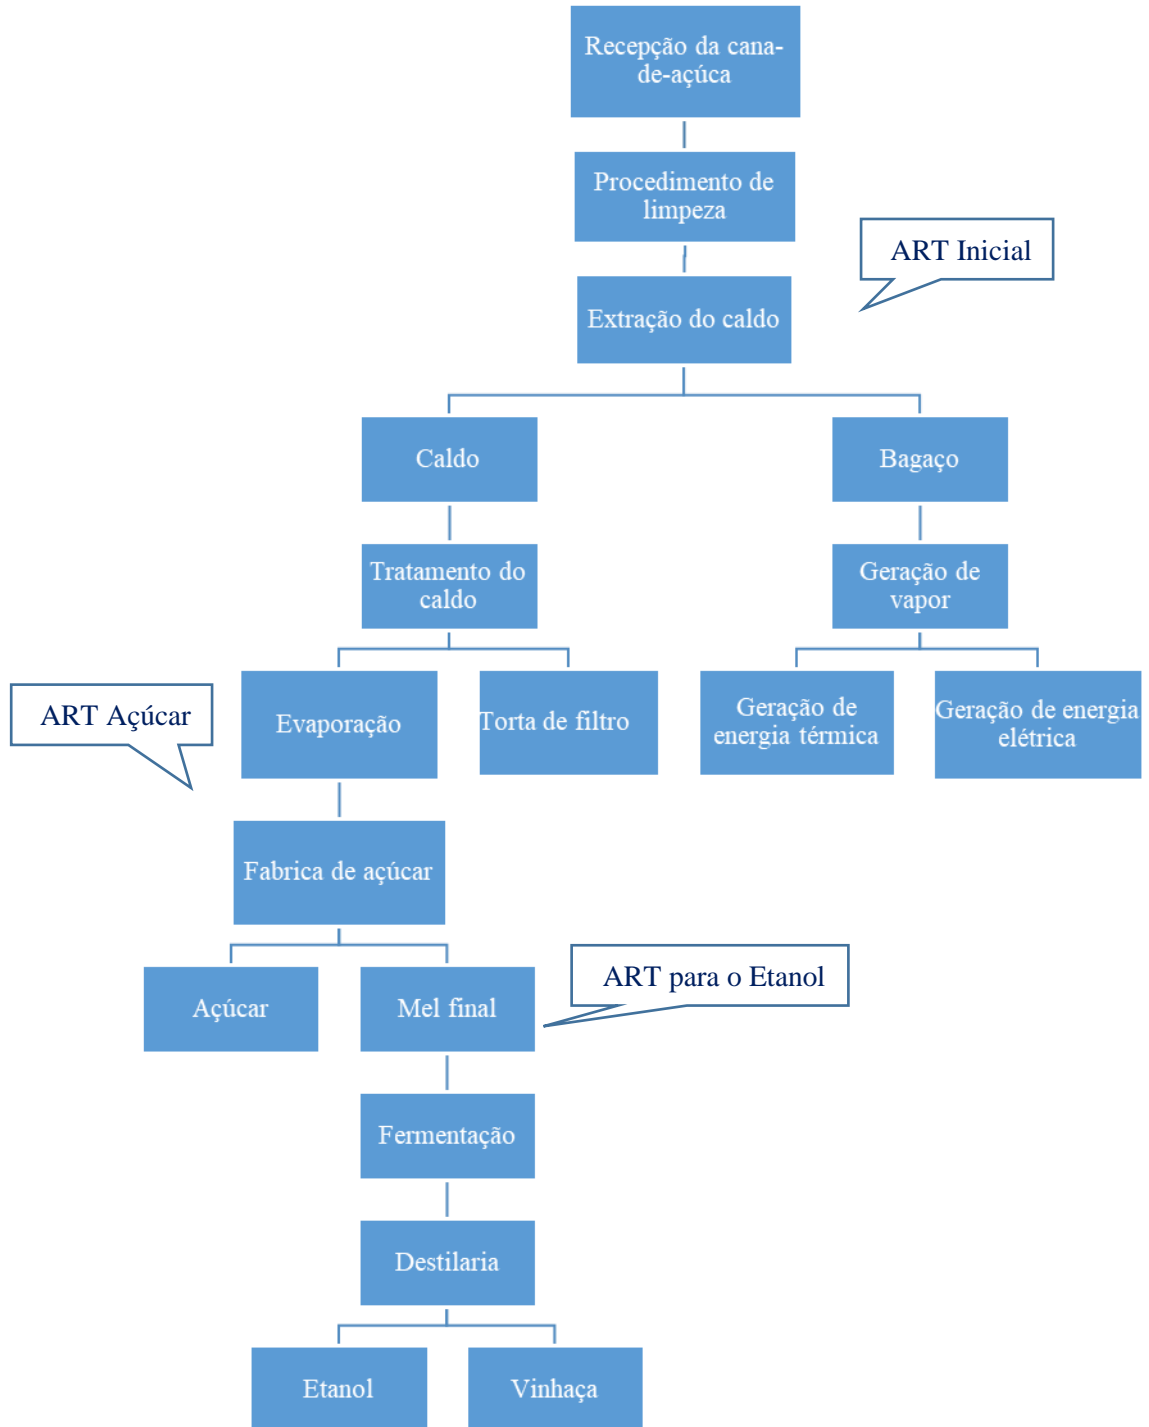 Recepção da cana-
de-açúca
Procedimento de
limpeza
ART Inicial
Extração do caldo
Caldo
Bagaço
Tratamento do
caldo
Geração de
vapor
ART Açúcar
Evaporação
Torta de filtro
Geração de
energia térmica
Geração de energia
elétrica
Fabrica de açúcar
ART para o Etanol
Açúcar
Mel final
Fermentação
Destilaria
Etanol
Vinhaça